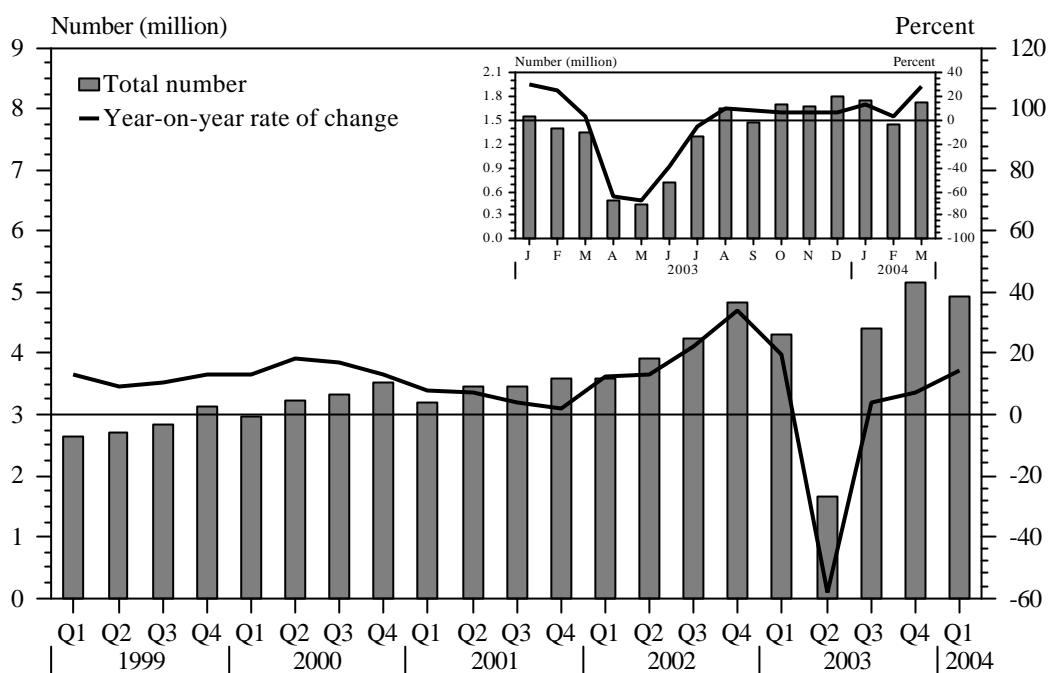 Number (million) Percent
9 120
Total number
Year-on-year rate of change
8 100
7 80
6 60
5 40
4 20
3 0
2 -20
1 -40
0 -60
Number (million) Percent
2.1 40
1.8 20
1.5 0
1.2 -20
0.9 -40
0.6 -60
0.3 -80
0.0 -100
J F M A M J J A S O N D J F M
2003 2004
Q1 Q2 Q3 Q4 Q1 Q2 Q3 Q4 Q1 Q2 Q3 Q4 Q1 Q2 Q3 Q4 Q1 Q2 Q3 Q4 Q1
1999 2000 2001 2002 2003 2004